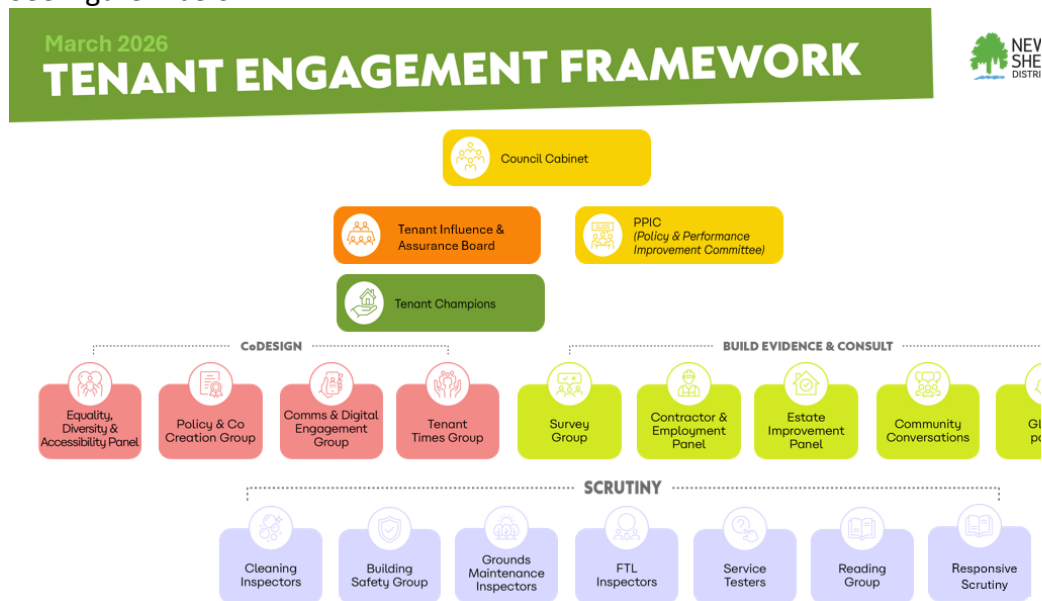 March 2026
TENANT ENGAGEMENT FRAMEWORK
DISTRI
Council Cabinet
Tenant Influence &
Assurance Board
PPIC
(Policy & Performance
Improvement Committee)
Tenant Champions
CoDESIGN
BUILD EVIDENCE & CONSULT
Equality,
Diversity &
Accessibility Panel
Policy & Co
Creation Group
Comms & Digital
Engagement
Group
Tenant
Times Group
Survey
Group
Contractor &
Employment
Panel
Estate
Improvement
Panel
Community
Conversations
SCRUTINY
Cleaning
Inspectors
Building
Safety Group
Grounds
Maintenance
Inspectors
FTL
Inspectors
Service
Testers
Reading
Group
Responsive
Scrutiny